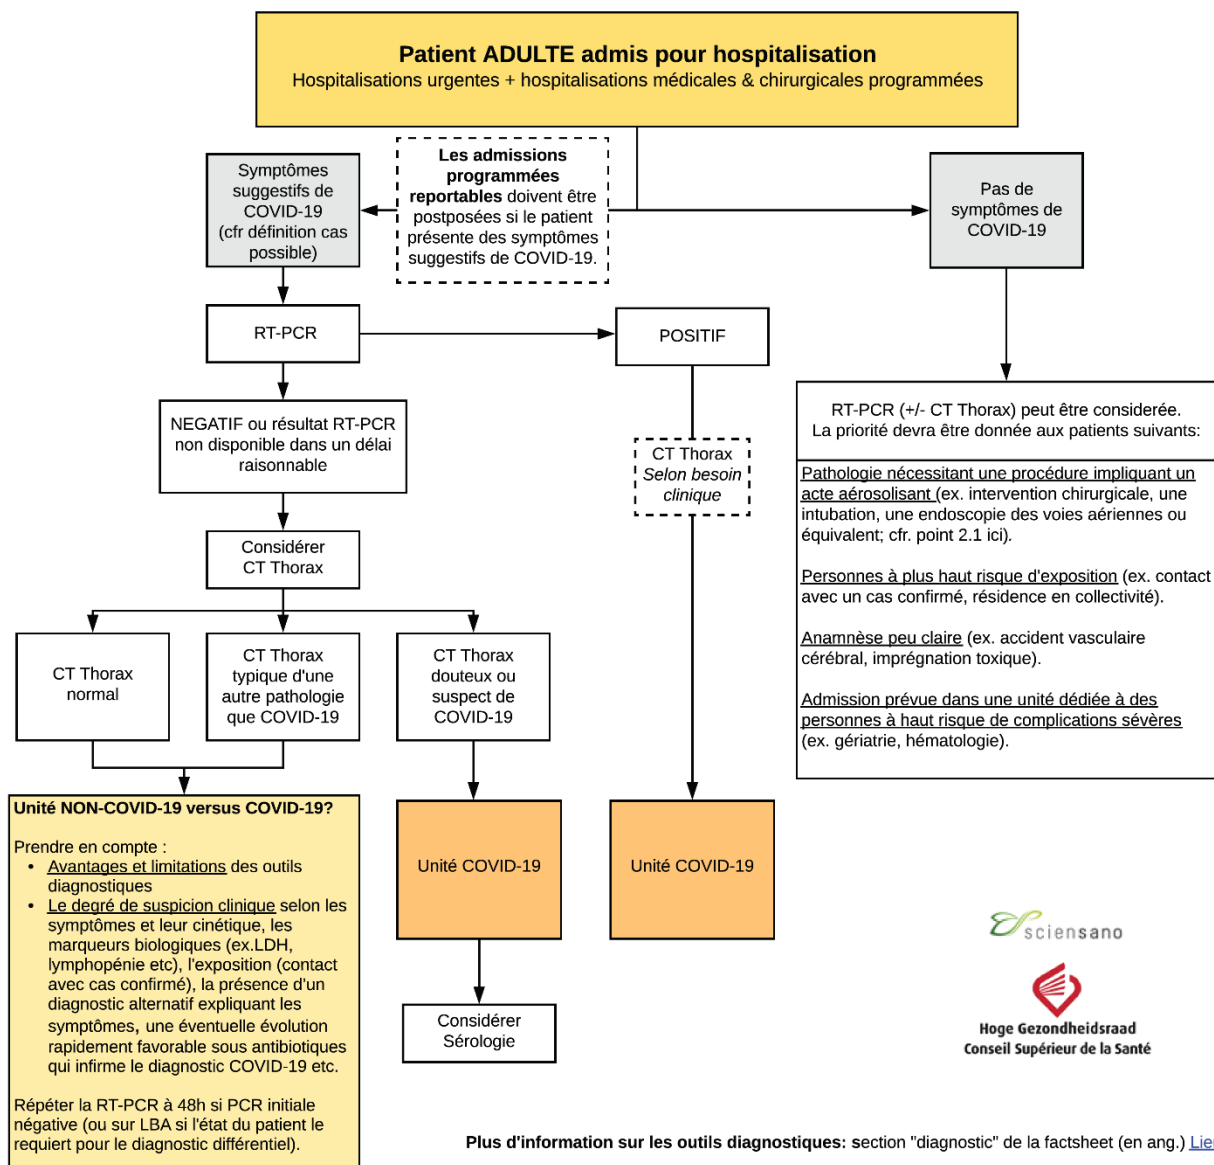 Patient ADULTE admis pour hospitalisation
Hospitalisations urgentes + hospitalisations médicales & chirurgicales programmées
Symptômes
suggestifs de
COVID-19
(cfr définition cas
possible)
Les admissions
programmées
reportables doivent être
postposées si le patient
présente des symptômes
suggestifs de COVID-19.
Pas de
symptômes de
COVID-19
RT-PCR
POSITIF
NEGATIF ou résultat RT-PCR
non disponible dans un délai
raisonnable
CT Thorax
Selon besoin
clinique
RT-PCR (+/- CT Thorax) peut être considerée.
La priorité devra être donnée aux patients suivants:
Pathologie nécessitant une procédure impliquant un
acte aérosolisant (ex. intervention chirurgicale, une
intubation, une endoscopie des voies aériennes ou
équivalent; cfr. point 2.1 ici).
Personnes à plus haut risque d'exposition (ex. contact
avec un cas confirmé, résidence en collectivité).
Anamnèse peu claire (ex. accident vasculaire
cérébral, imprégnation toxique).
Admission prévue dans une unité dédiée à des
personnes à haut risque de complications sévères
(ex. gériatrie, hématologie).
Considérer
CT Thorax
CT Thorax
normal
CT Thorax
typique d'une
autre pathologie
que COVID-19
CT Thorax
douteux ou
suspect de
COVID-19
Unité NON-COVID-19 versus COVID-19?
Prendre en compte :
• Avantages et limitations des outils
diagnostiques
• Le degré de suspicion clinique selon les
symptômes et leur cinétique, les
marqueurs biologiques (ex.LDH,
lymphopénie etc), l'exposition (contact
avec cas confirmé), la présence d'un
diagnostic alternatif expliquant les
symptômes, une éventuelle évolution
rapidement favorable sous antibiotiques
qui infirme le diagnostic COVID-19 etc.
Répéter la RT-PCR à 48h si PCR initiale
négative (ou sur LBA si l'état du patient le
requiert pour le diagnostic différentiel).
Unité COVID-19
Unité COVID-19
Considérer
Sérologie
sciensano
Hoge Gezondheidsraad
Conseil Supérieur de la Santé
Plus d'information sur les outils diagnostiques: section "diagnostic" de la factsheet (en ang.) Lien